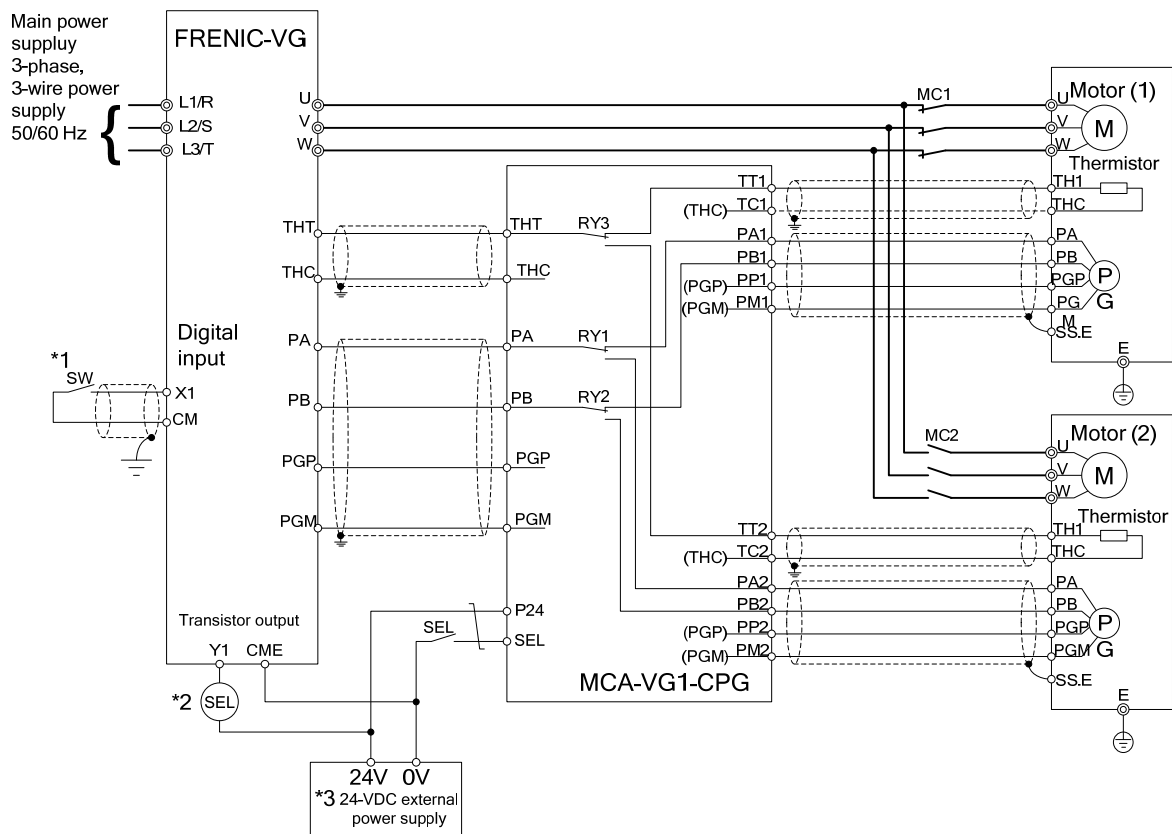 Main power
suppluy
3-phase,
3-wire power
supply
50/60 Hz
{
FRENIC-VG
L1/R
L2/S
L3/T
U
V
W
MC1
Motor (1)
U
V
W
M
Thermistor
TH1
THC
PA
PB
PGP
PG
M
SS.E
P
G
E
TT1
(THC) TC1
PA1
PB1
(PGP) PP1
(PGM) PM1
THT
THC
THT
THC
RY3
Digital
input
*1
SW
X1
CM
PA
PB
PGP
PGM
PA
PB
PGP
PGM
RY1
RY2
MC2
Motor (2)
U
V
W
M
Thermistor
TH1
THC
PA
PB
PGP
PGM
SS.E
P
G
E
TT2
(THC) TC2
PA2
PB2
(PGP) PP2
(PGM) PM2
P24
SEL
SEL
MCA-VG1-CPG
Transistor output
Y1
CME
*2
SEL
24V
0V
*3 24-VDC external
power supply